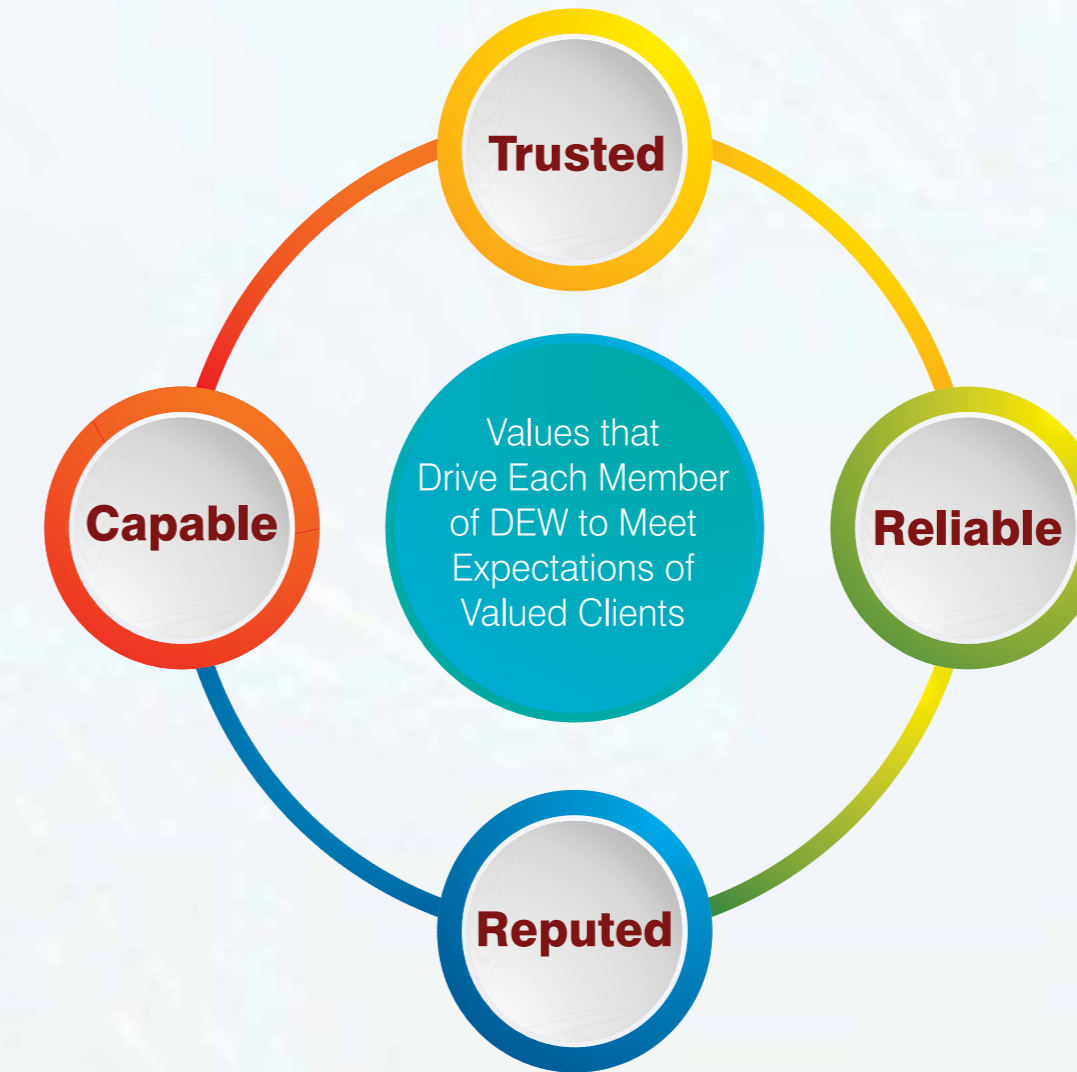 Trusted
Values that
Drive Each Member
of DEW to Meet
Expectations of
Valued Clients
Capable
Reliable
Reputed